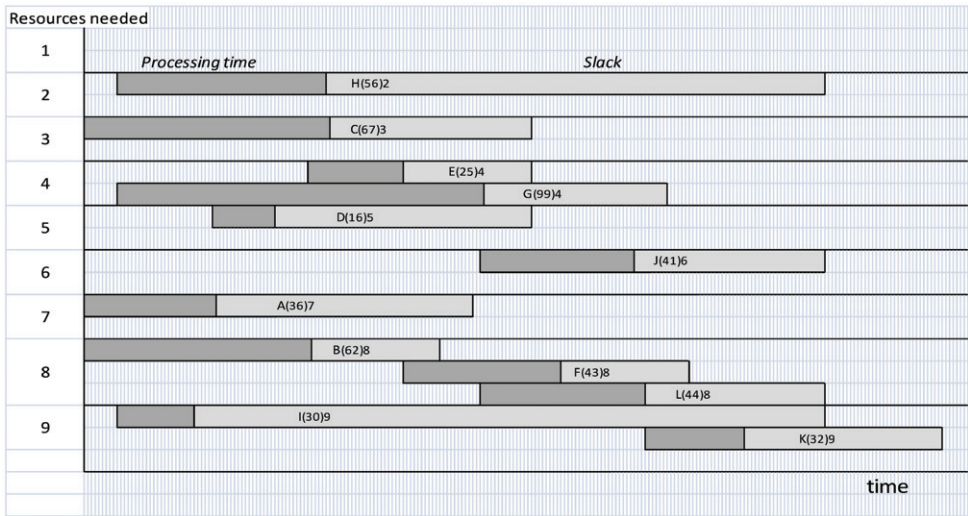 Resources needed
1
Processing time Slack
2 H(56)2
3 C(67)3
E(25)4
4
G(99)4
5 D(16)5
6 J(41)6
7 A(36)7
B(62)8
8 F(43)8
L(44)8
9 I(30)9
K(32)9
time